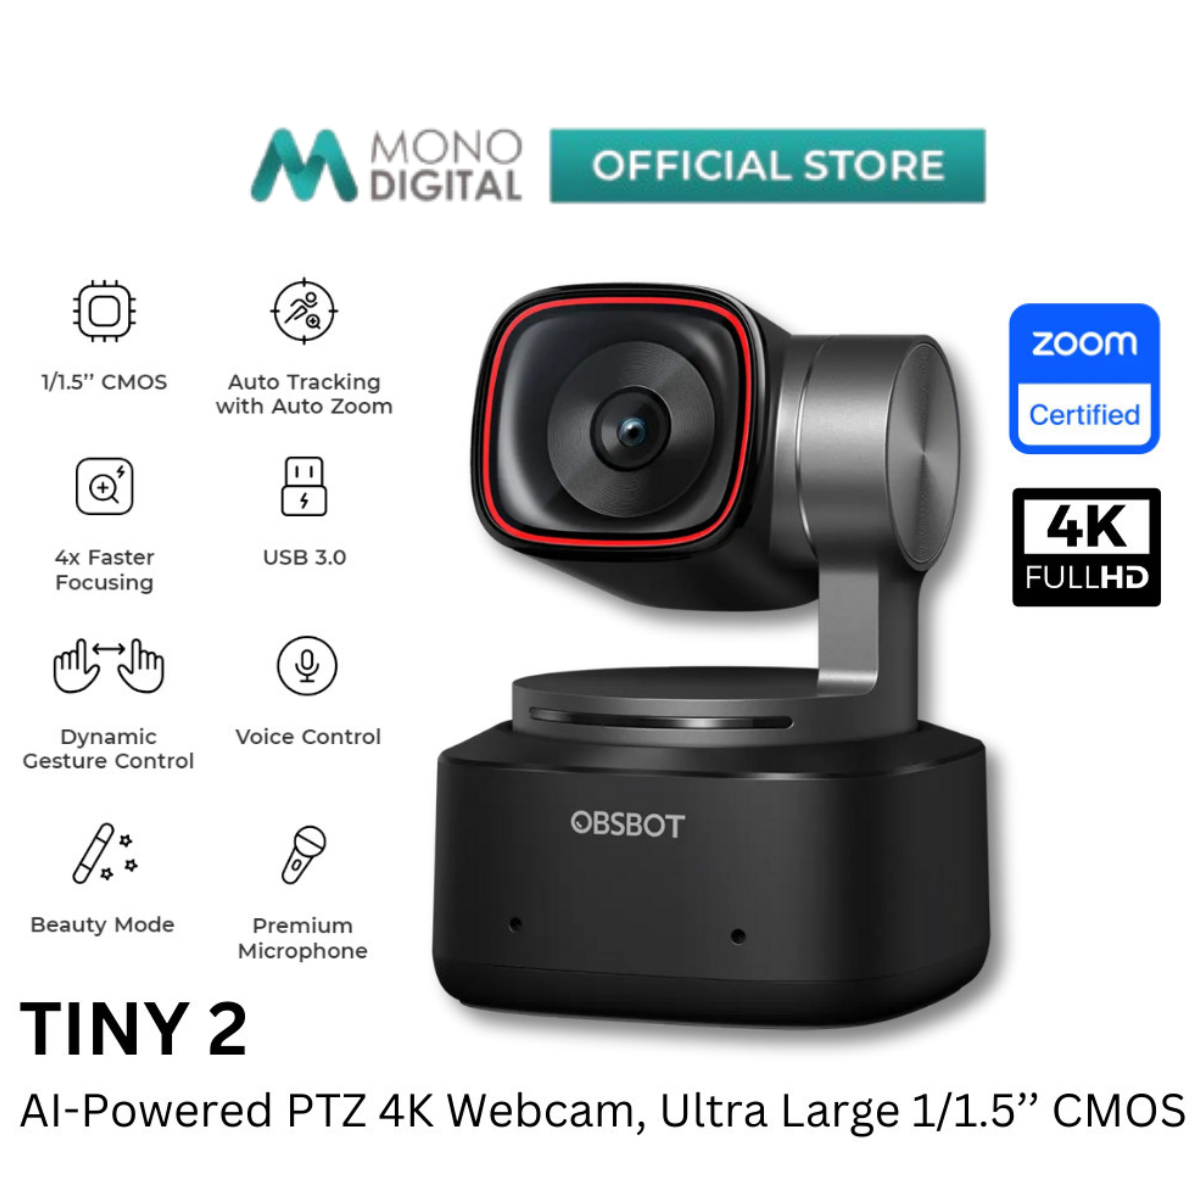 MONO
DIGITAL
OFFICIAL STORE
1/1.5’’ CMOS
Auto Tracking
with Auto Zoom
4x Faster
Focusing
USB 3.0
Dynamic
Gesture Control
Voice Control
Beauty Mode
Premium
Microphone
zoom
Certified
4K
FULLHD
OBSBOT
TINY 2
AI-Powered PTZ 4K Webcam, Ultra Large 1/1.5’’ CMOS